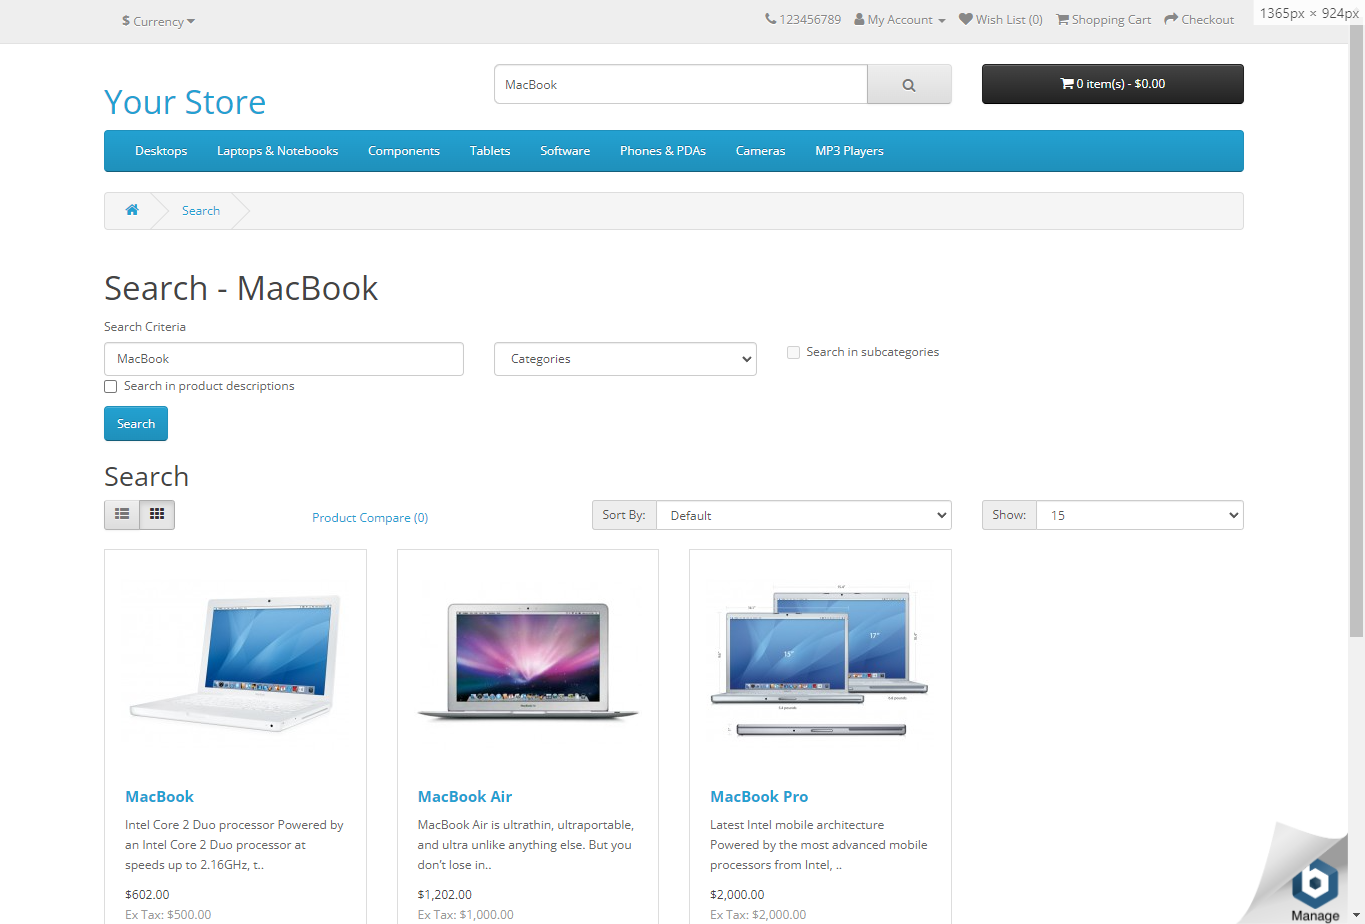 $ Currency
123456789 My Account Wish List (0) Shopping Cart Checkout
1365px × 924px
Your Store
MacBook
0 item(s) - $0.00
Desktops Laptops & Notebooks Components Tablets Software Phones & PDAs Cameras MP3 Players
Search
Search - MacBook
Search Criteria
MacBook
Categories
Search in subcategories
Search in product descriptions
Search
Search
Product Compare (0)
Sort By: Default
Show: 15
15"
17"
MacBook
Intel Core 2 Duo processor Powered by
an Intel Core 2 Duo processor at
speeds up to 2.16GHz, t..
$602.00
Ex Tax: $500.00
MacBook Air
MacBook Air is ultrathin, ultraportable,
and ultra unlike anything else. But you
don't lose in..
$1,202.00
Ex Tax: $1,000.00
MacBook Pro
Latest Intel mobile architecture
Powered by the most advanced mobile
processors from Intel, ..
$2,000.00
Ex Tax: $2,000.00
Manage